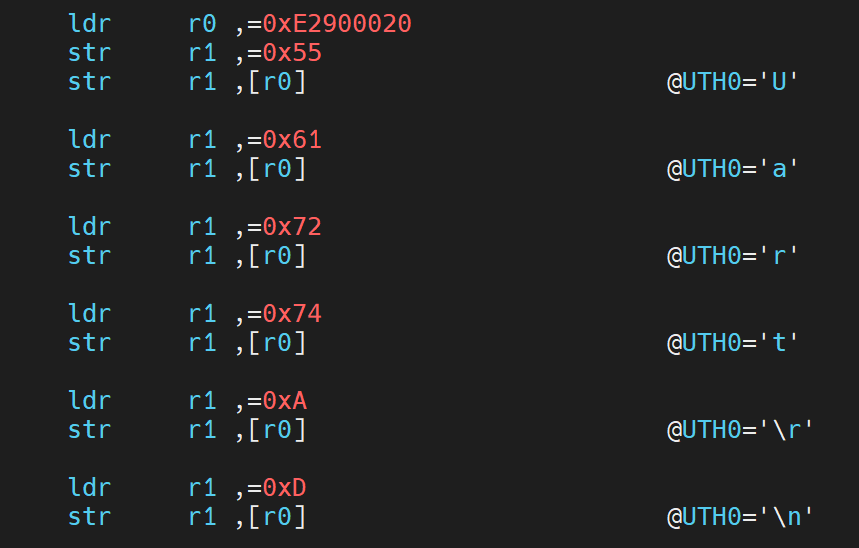 ldr r0 ,=0xE2900020
str r1 ,=0x55
str r1 ,[r0] @UTH0='U'
ldr r1 ,=0x61
str r1 ,[r0] @UTH0='a'
ldr r1 ,=0x72
str r1 ,[r0] @UTH0='r'
ldr r1 ,=0x74
str r1 ,[r0] @UTH0='t'
ldr r1 ,=0xA
str r1 ,[r0] @UTH0='\r'
ldr r1 ,=0xD
str r1 ,[r0] @UTH0='\n'